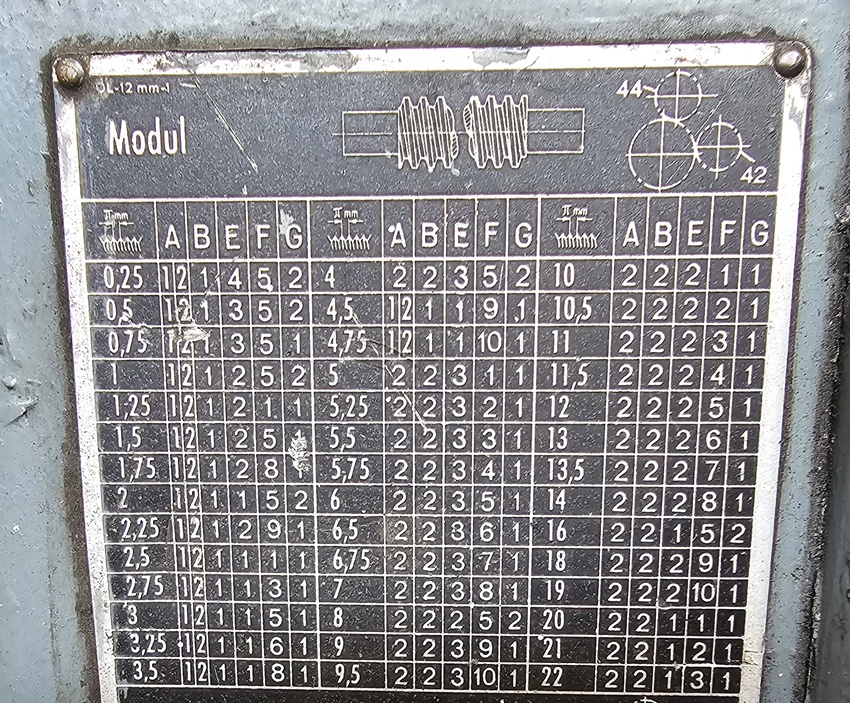 OL-12 mm-I
44
Modul
42
π mm A B E F G π mm A B E F G π mm A B E F G
0,25 12 1 4 5 2 4 2 2 3 5 2 10 2 2 2 1 1
0,5 12 1 3 5 2 4,5 12 1 1 9 1 10,5 2 2 2 2 1
0,75 12 1 3 5 1 4,75 12 1 1 10 1 11 2 2 2 3 1
1 12 1 2 5 2 5 2 2 3 1 1 11,5 2 2 2 4 1
1,25 12 1 2 1 1 5,25 2 2 3 2 1 12 2 2 2 5 1
1,5 12 1 2 5 1 5,5 2 2 3 3 1 13 2 2 2 6 1
1,75 12 1 2 8 1 5,75 2 2 3 4 1 13,5 2 2 2 7 1
2 12 1 1 5 2 6 2 2 3 5 1 14 2 2 2 8 1
2,25 12 1 2 9 1 6,5 2 2 3 6 1 16 2 2 1 5 2
2,5 12 1 1 1 1 6,75 2 2 3 7 1 18 2 2 2 9 1
2,75 12 1 1 3 1 7 2 2 3 8 1 19 2 2 2 10 1
3 12 1 1 5 1 8 2 2 2 5 2 20 2 2 1 1 1
3,25 12 1 1 6 1 9 2 2 3 9 1 21 2 2 1 2 1
3,5 12 1 1 8 1 9,5 2 2 3 10 1 22 2 2 1 3 1